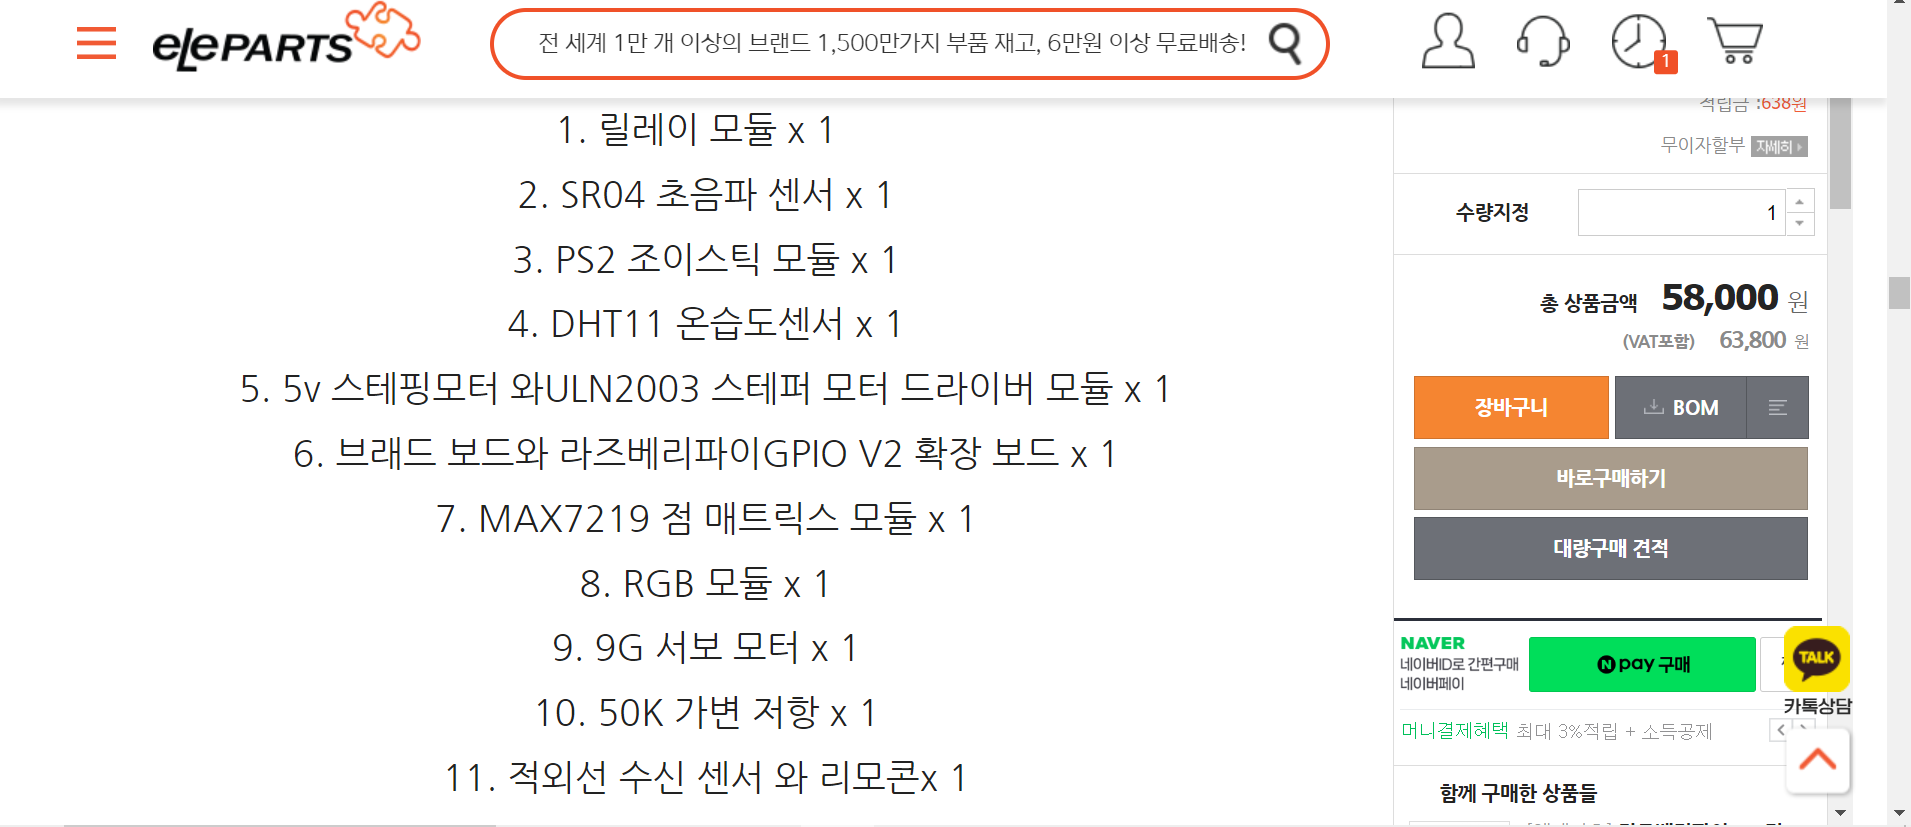 eleparts
전 세계 1만 개 이상의 브랜드 1,500만가지 부품 재고, 6만원 이상 무료배송!
1
1. 릴레이 모듈 x 1
2. SR04 초음파 센서 x 1
3. PS2 조이스틱 모듈 x 1
4. DHT11 온습도센서 x 1
5. 5v 스테핑모터 와ULN2003 스테퍼 모터 드라이버 모듈 x 1
6. 브래드 보드와 라즈베리파이GPIO V2 확장 보드 x 1
7. MAX7219 점 매트릭스 모듈 x 1
8. RGB 모듈 x 1
9. 9G 서보 모터 x 1
10. 50K 가변 저항 x 1
11. 적외선 수신 센서 와 리모콘x 1
적립금 :638원
무이자할부 자세히
수량지정 1
총 상품금액 58,000 원
(VAT포함) 63,800 원
장바구니 BOM
바로구매하기
대량구매 견적
NAVER
네이버ID로 간편구매
네이버페이
N pay 구매
TALK
카톡상담
머니결제혜택 최대 3%적립 + 소득공제
함께 구매한 상품들